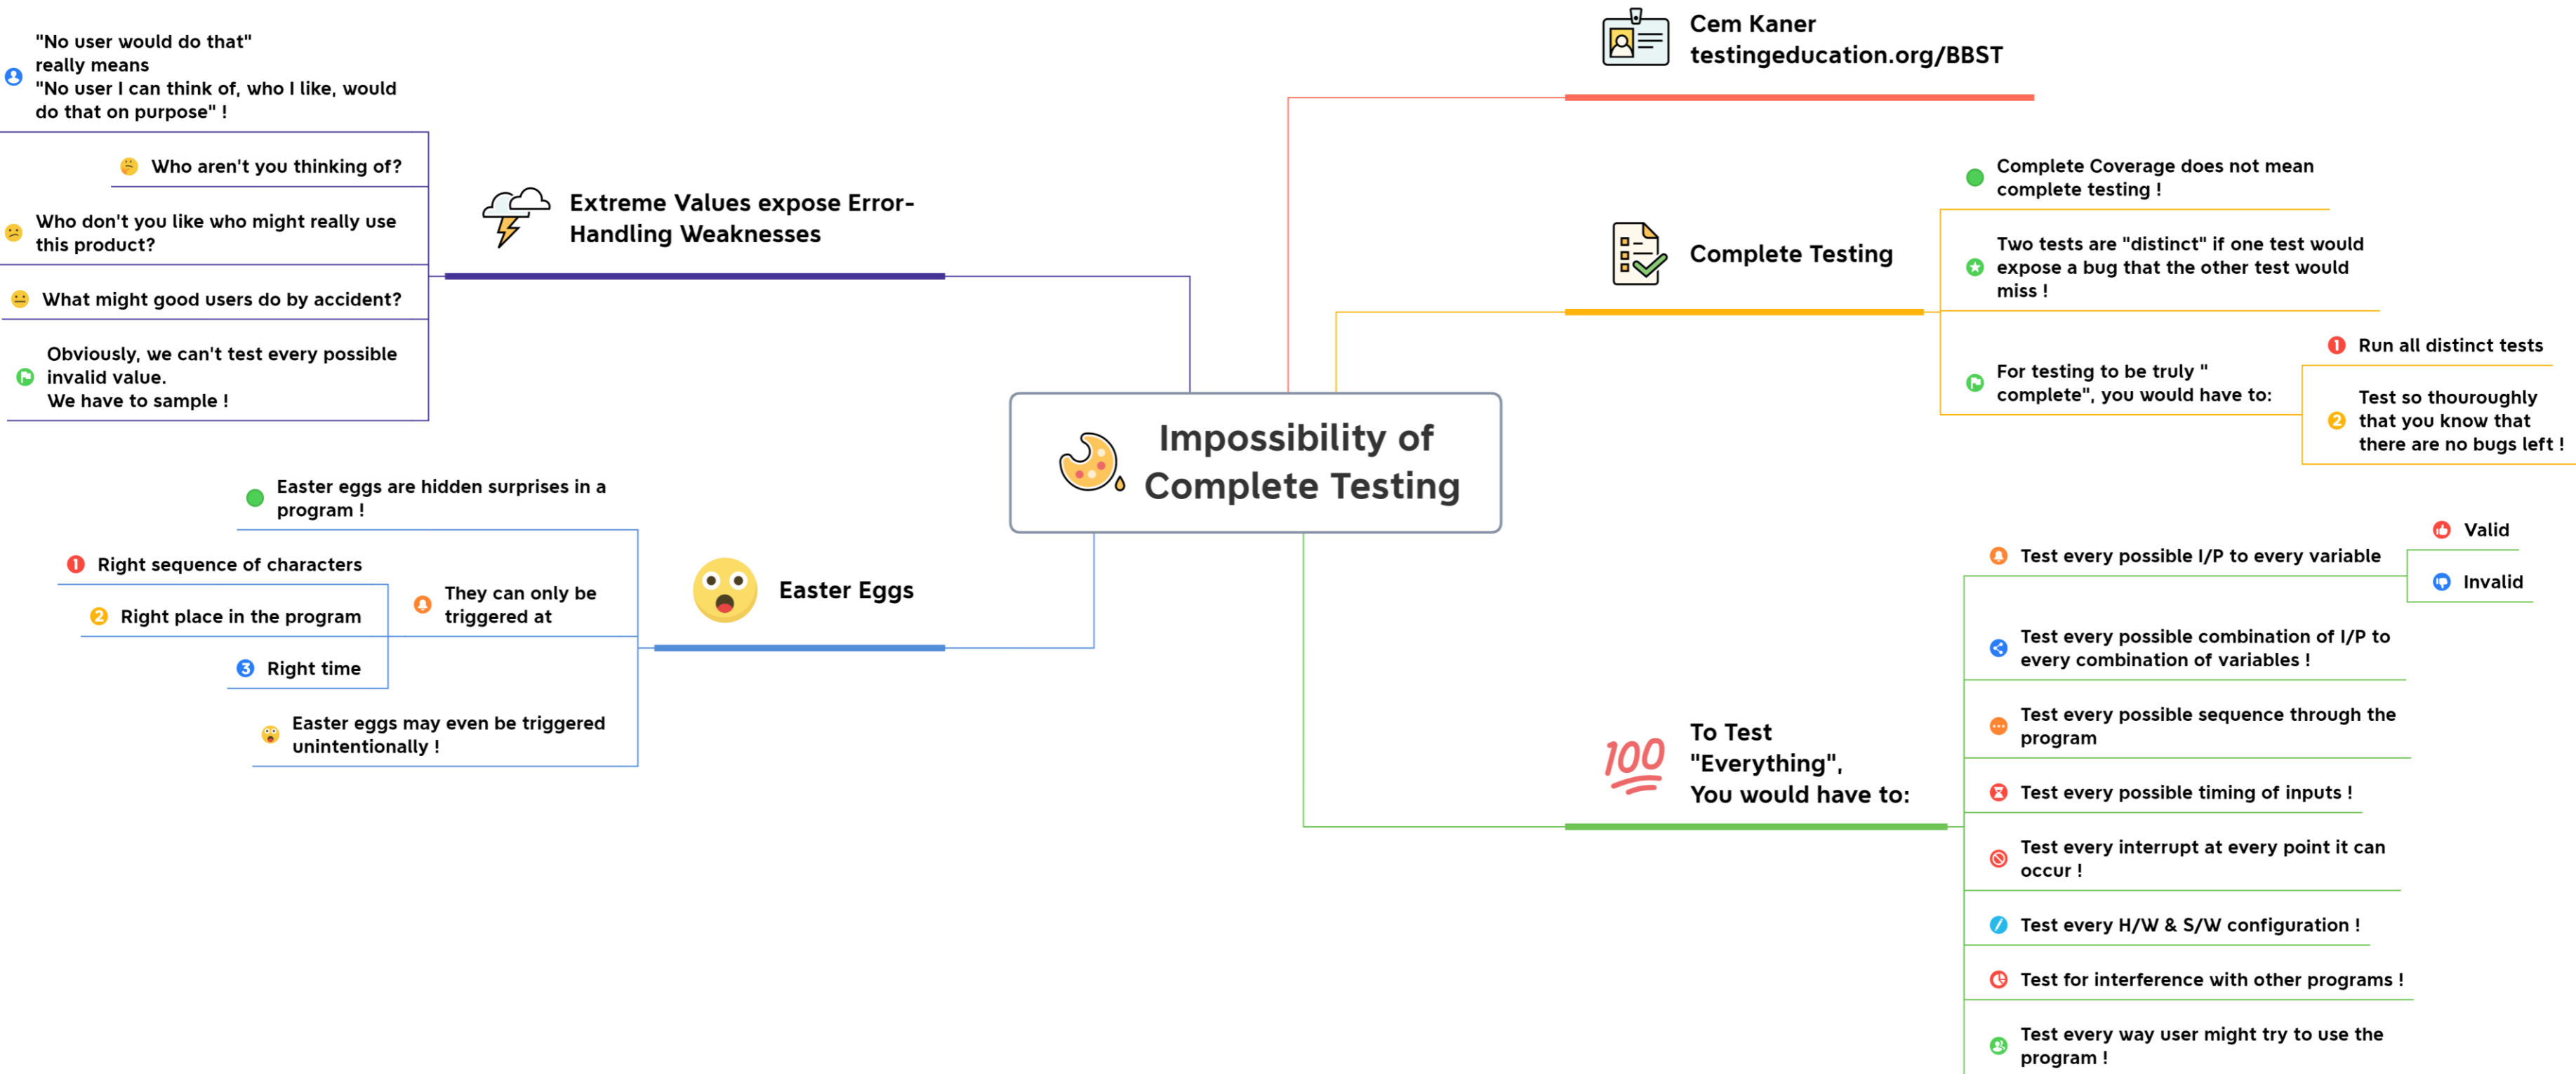 Impossibility of
Complete Testing
Cem Kaner
testingeducation.org/BBST
Complete Testing
Complete Coverage does not mean
complete testing !
Two tests are "distinct" if one test would
expose a bug that the other test would
miss !
For testing to be truly "
complete", you would have to:
1 Run all distinct tests
2 Test so thouroughly
that you know that
there are no bugs left !
100 To Test
"Everything",
You would have to:
Test every possible I/P to every variable
Valid
Invalid
Test every possible combination of I/P to
every combination of variables !
Test every possible sequence through the
program
Test every possible timing of inputs !
Test every interrupt at every point it can
occur !
Test every H/W & S/W configuration !
Test for interference with other programs !
Test every way user might try to use the
program !
Extreme Values expose Error-
Handling Weaknesses
"No user would do that"
really means
"No user I can think of, who I like, would
do that on purpose" !
Who aren't you thinking of?
Who don't you like who might really use
this product?
What might good users do by accident?
Obviously, we can't test every possible
invalid value.
We have to sample !
Easter Eggs
Easter eggs are hidden surprises in a
program !
They can only be
triggered at
1 Right sequence of characters
2 Right place in the program
3 Right time
Easter eggs may even be triggered
unintentionally !